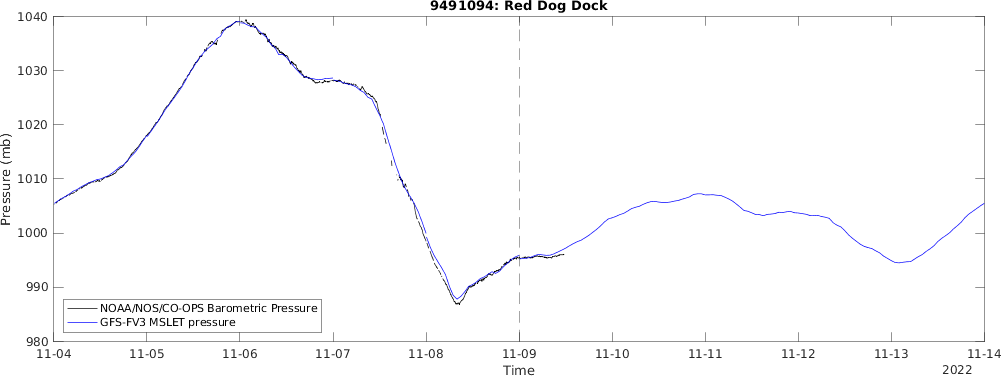 9491094: Red Dog Dock
1040
1030
1020
1010
1000
990
980
Pressure (mb)
NOAA/NOS/CO-OPS Barometric Pressure
GFS-FV3 MSLET pressure
11-04 11-05 11-06 11-07 11-08 11-09 11-10 11-11 11-12 11-13 11-14
Time
2022